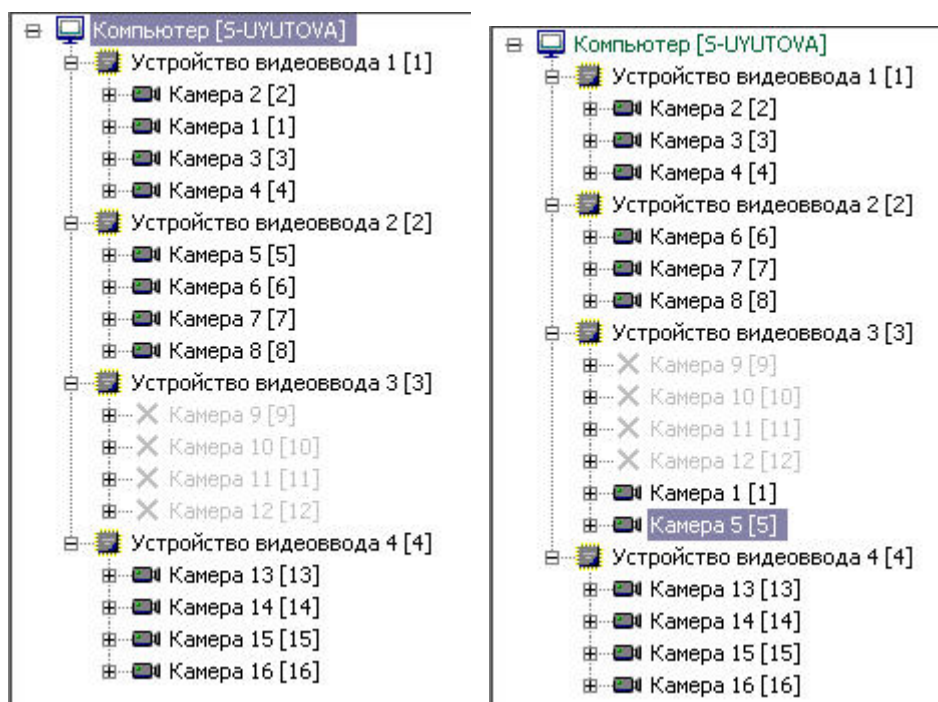 Компьютер [S-UYUTOVA]
Устройство видеоввода 1 [1]
Камера 2 [2]
Камера 1 [1]
Камера 3 [3]
Камера 4 [4]
Устройство видеоввода 2 [2]
Камера 5 [5]
Камера 6 [6]
Камера 7 [7]
Камера 8 [8]
Устройство видеоввода 3 [3]
Камера 9 [9]
Камера 10 [10]
Камера 11 [11]
Камера 12 [12]
Устройство видеоввода 4 [4]
Камера 13 [13]
Камера 14 [14]
Камера 15 [15]
Камера 16 [16]
Компьютер [S-UYUTOVA]
Устройство видеоввода 1 [1]
Камера 2 [2]
Камера 3 [3]
Камера 4 [4]
Устройство видеоввода 2 [2]
Камера 6 [6]
Камера 7 [7]
Камера 8 [8]
Устройство видеоввода 3 [3]
Камера 9 [9]
Камера 10 [10]
Камера 11 [11]
Камера 12 [12]
Камера 1 [1]
Камера 5 [5]
Устройство видеоввода 4 [4]
Камера 13 [13]
Камера 14 [14]
Камера 15 [15]
Камера 16 [16]